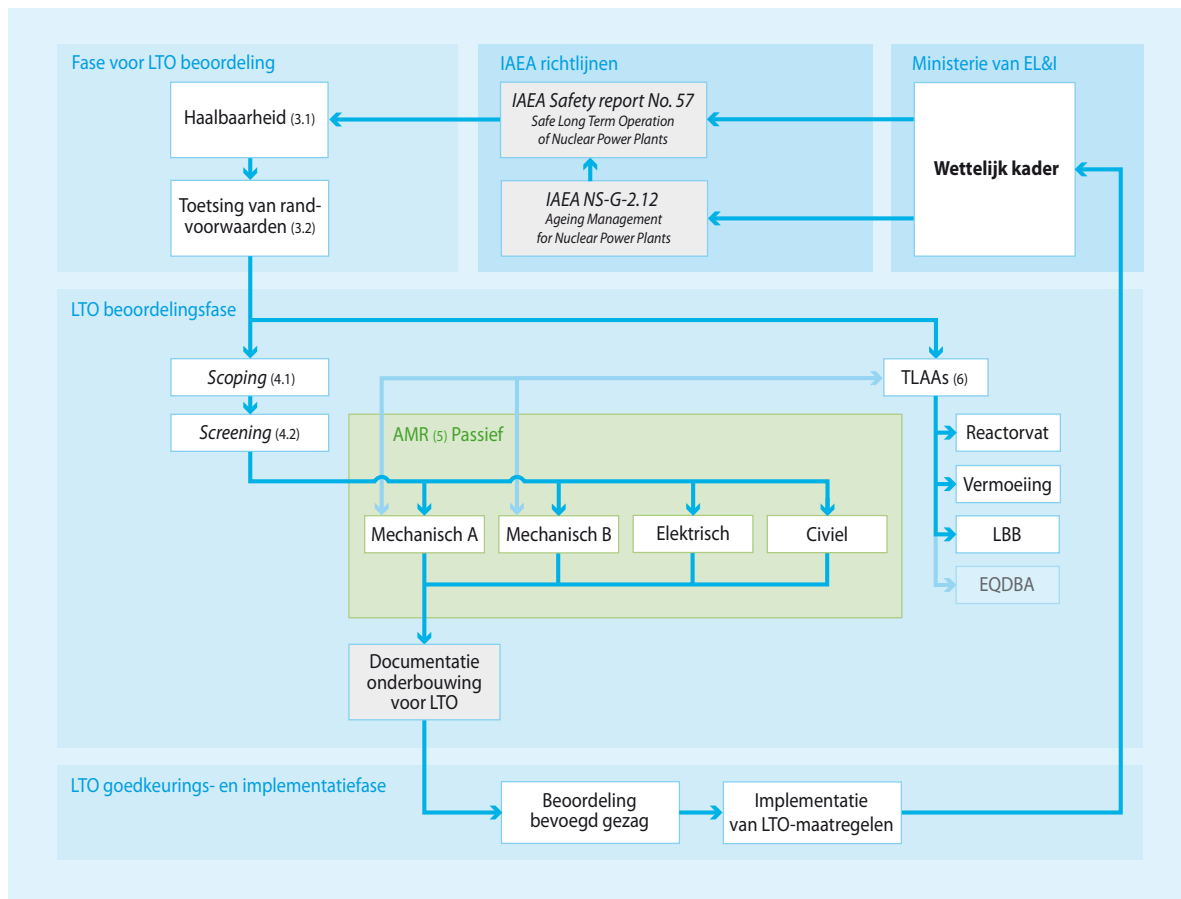 Fase voor LTO beoordeling
Haalbaarheid (3.1)
Toetsing van rand-
voorwaarden (3.2)
IAEA richtlijnen
IAEA Safety report No. 57
Safe Long Term Operation
of Nuclear Power Plants
IAEA NS-G-2.12
Ageing Management
for Nuclear Power Plants
Ministerie van EL&I
Wettelijk kader
LTO beoordelingsfase
Scoping (4.1)
Screening (4.2)
TLAAs (6)
Reactorvat
Vermoeiing
LBB
EQDBA
AMR (5) Passief
Mechanisch A
Mechanisch B
Elektrisch
Civiel
Documentatie
onderbouwing
voor LTO
LTO goedkeurings- en implementatiefase
Beoordeling
bevoegd gezag
Implementatie
van LTO-maatregelen